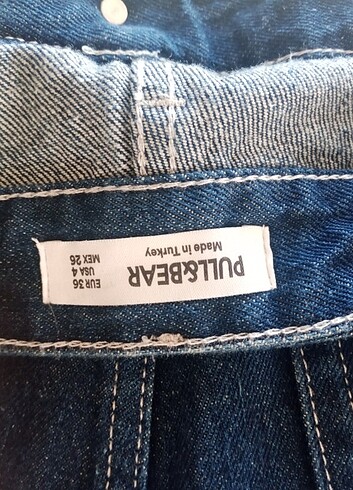 PULL&BEAR
Made in Turkey
EUR 36
USA 4
MEX 26